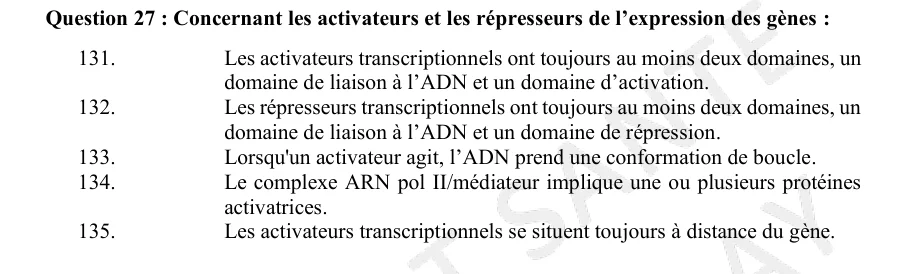 Question 27 : Concernant les activateurs et les répresseurs de l’expression des gènes :
131. Les activateurs transcriptionnels ont toujours au moins deux domaines, un
domaine de liaison à l’ADN et un domaine d’activation.
132. Les répresseurs transcriptionnels ont toujours au moins deux domaines, un
domaine de liaison à l’ADN et un domaine de répression.
133. Lorsqu'un activateur agit, l’ADN prend une conformation de boucle.
134. Le complexe ARN pol II/médiateur implique une ou plusieurs protéines
activatrices.
135. Les activateurs transcriptionnels se situent toujours à distance du gène.